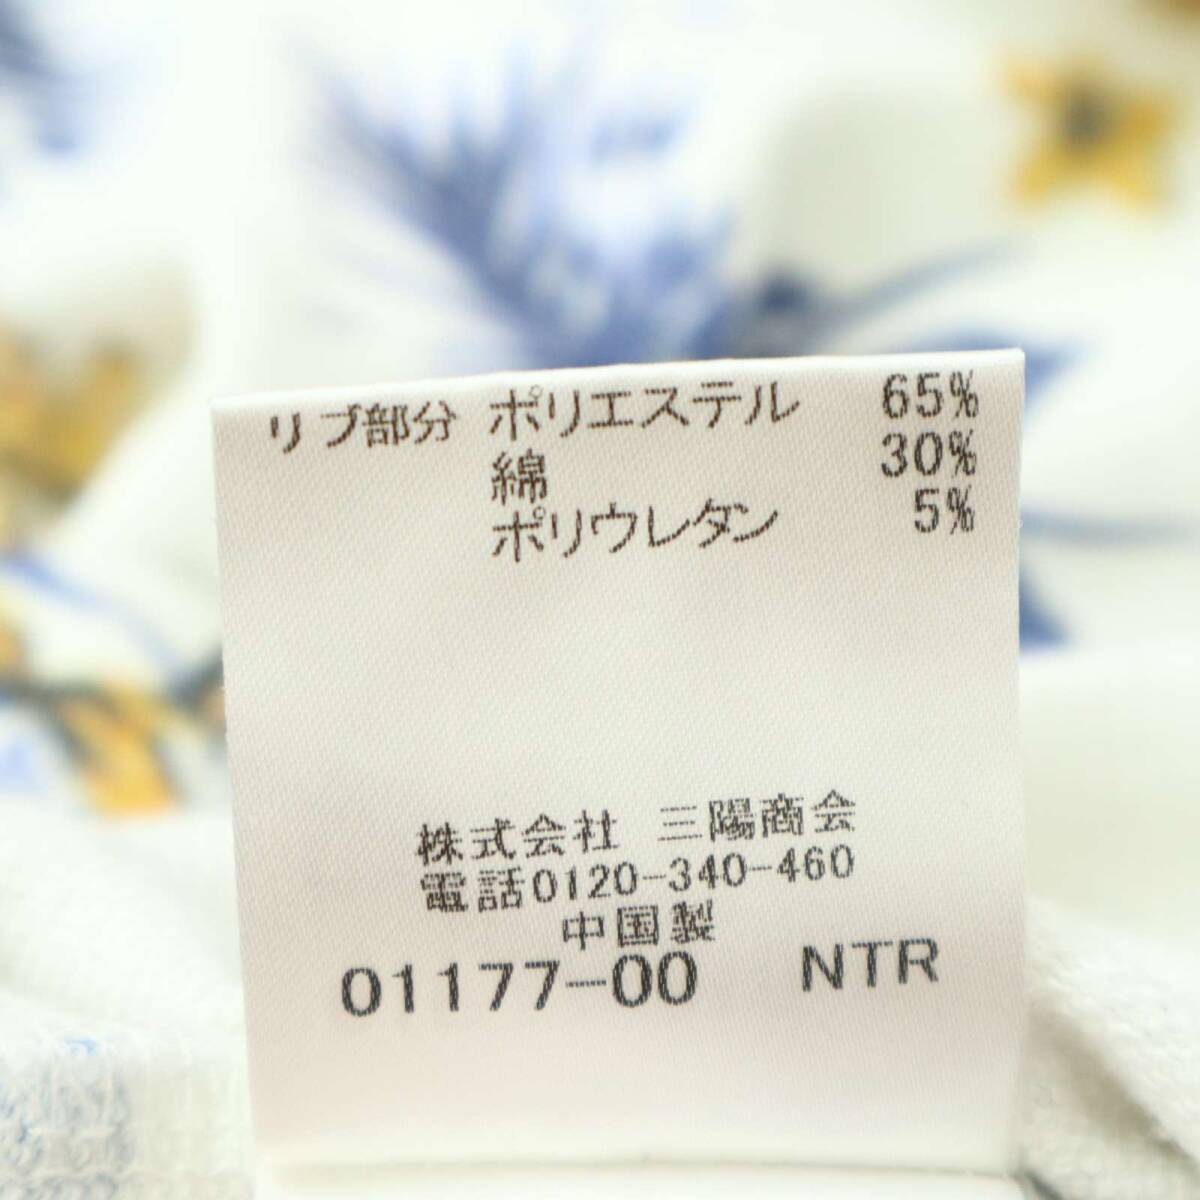 リブ部分 ポリエステル 65%
綿 30%
ポリウレタン 5%
株式会社 三陽商会
電話0120-340-460
中国製
01177-00 NTR